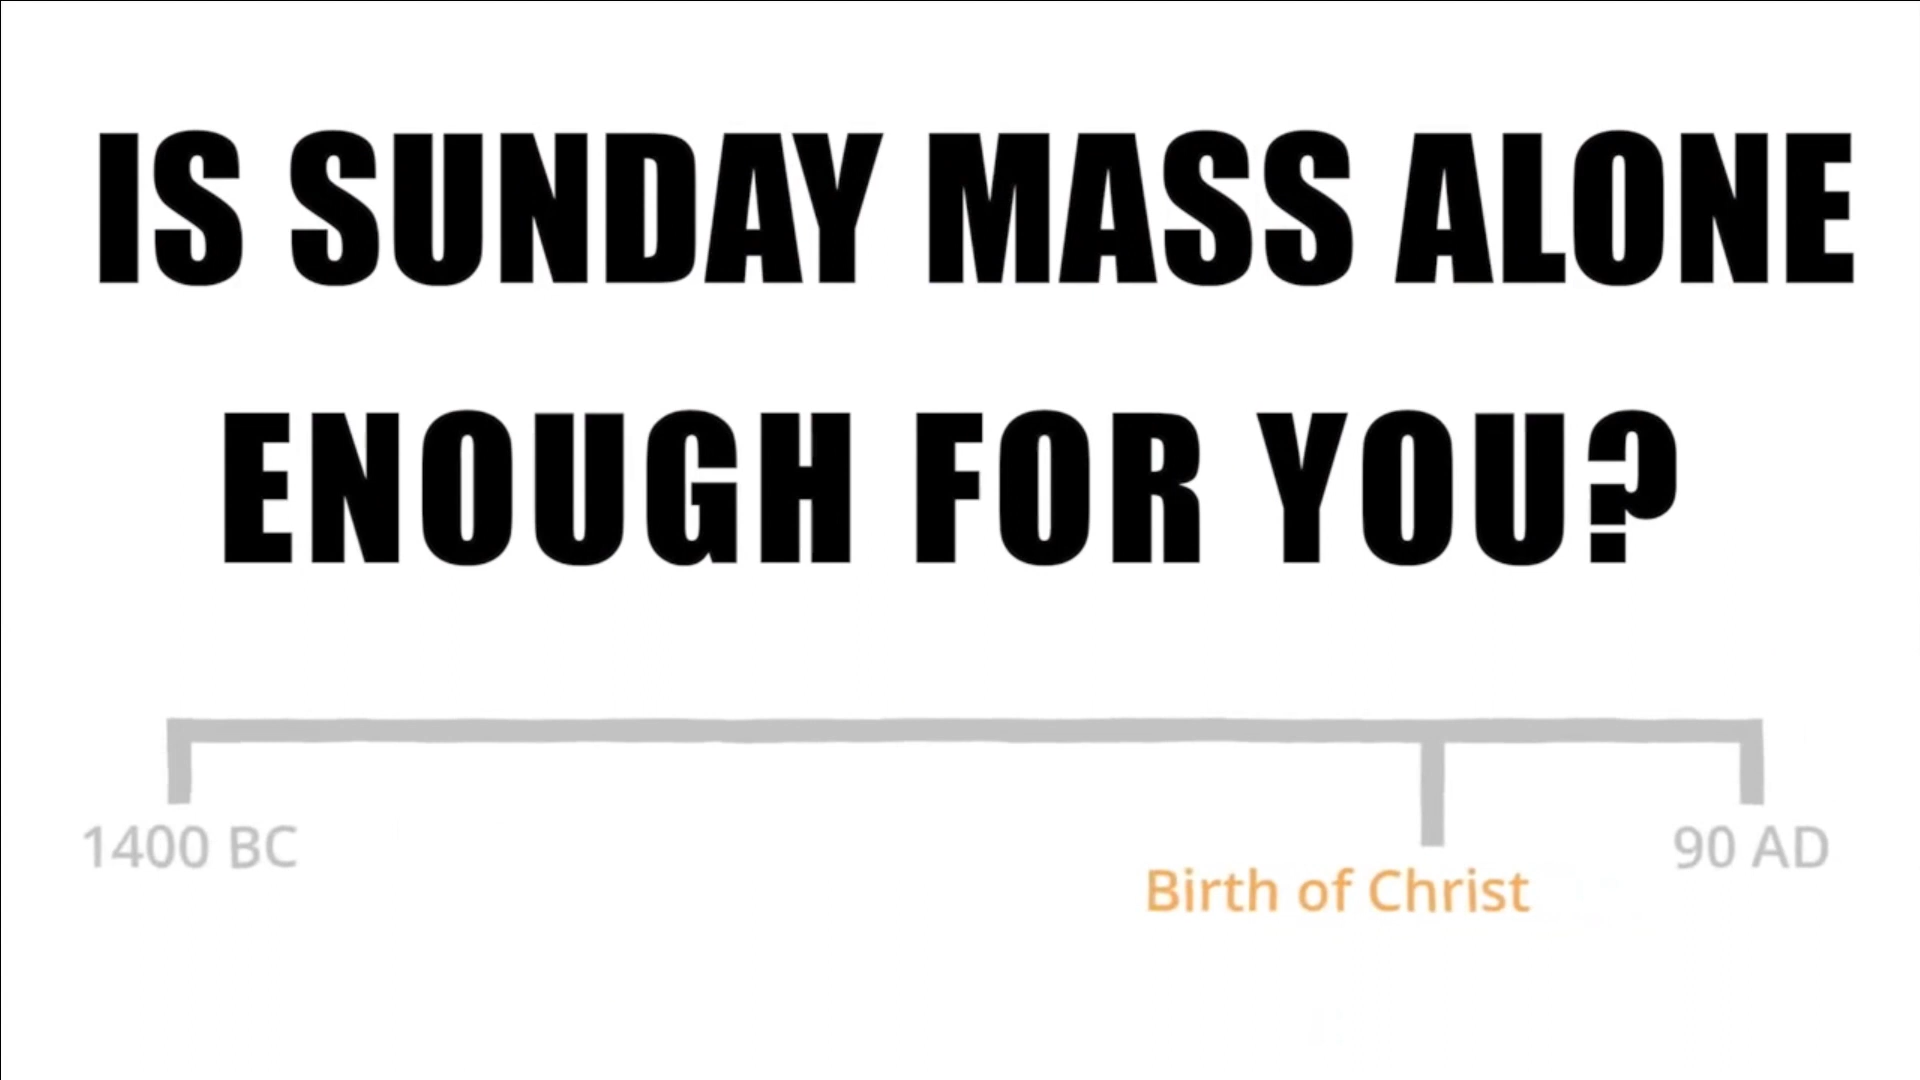 IS SUNDAY MASS ALONE
ENOUGH FOR YOU?
1400 BC
90 AD
Birth of Christ